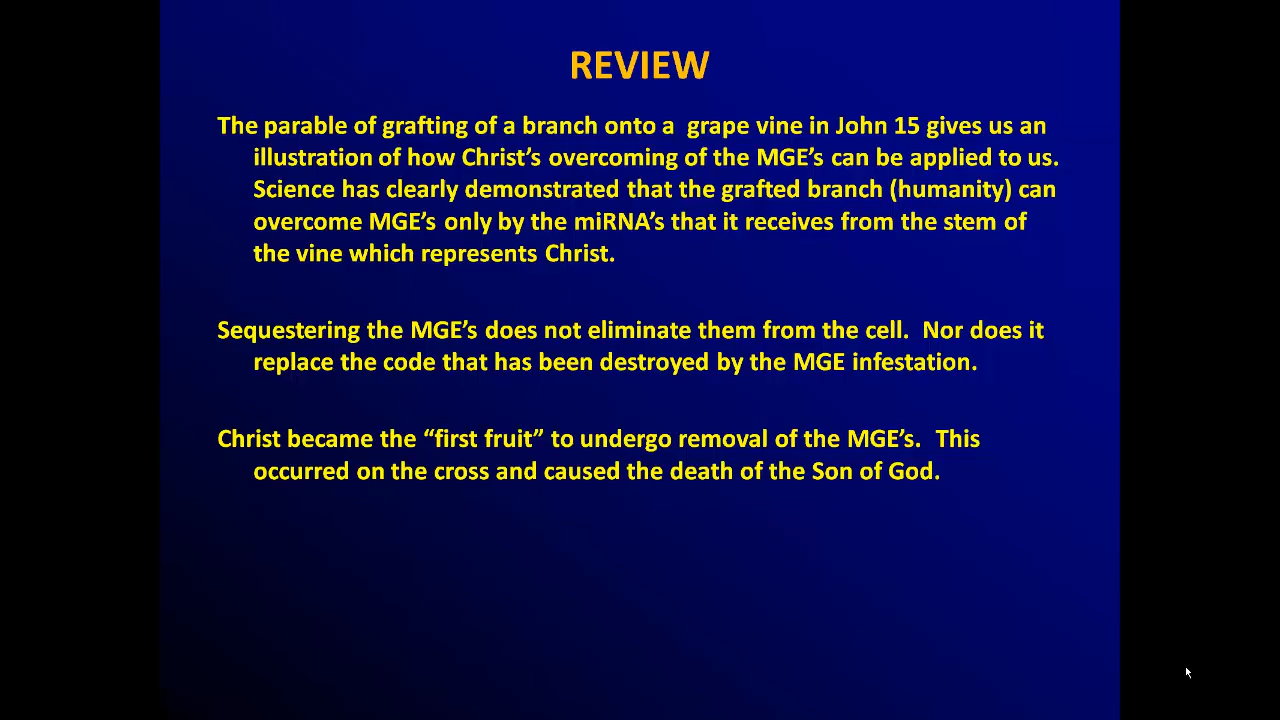 REVIEW
The parable of grafting of a branch onto a  grape vine in John 15 gives us an
illustration of how Christ’s overcoming of the MGE’s can be applied to us.
Science has clearly demonstrated that the grafted branch (humanity) can
overcome MGE’s only by the miRNA’s that it receives from the stem of
the vine which represents Christ.
Sequestering the MGE’s does not eliminate them from the cell.  Nor does it
replace the code that has been destroyed by the MGE infestation.
Christ became the “first fruit” to undergo removal of the MGE’s.  This
occurred on the cross and caused the death of the Son of God.